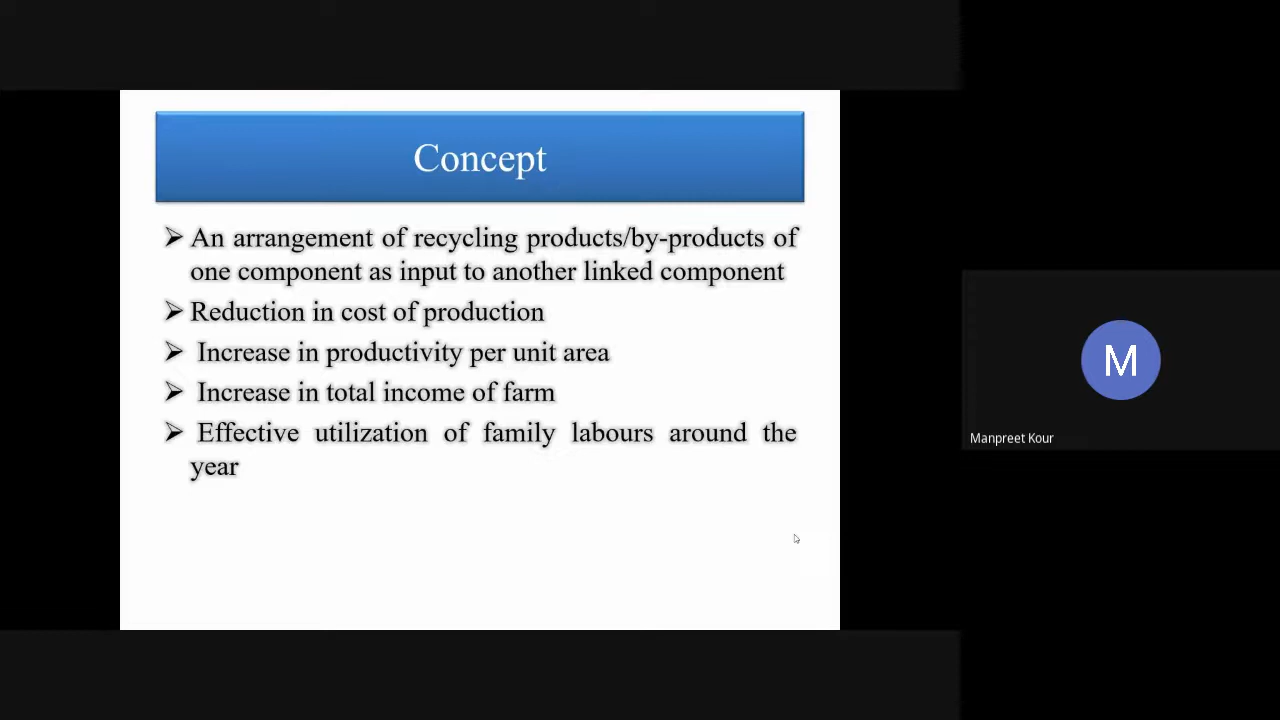 Concept
➢ An arrangement of recycling products/by-products of
one component as input to another linked component
➢ Reduction in cost of production
➢ Increase in productivity per unit area
➢ Increase in total income of farm
➢ Effective utilization of family labours around the
year
M
Manpreet Kour